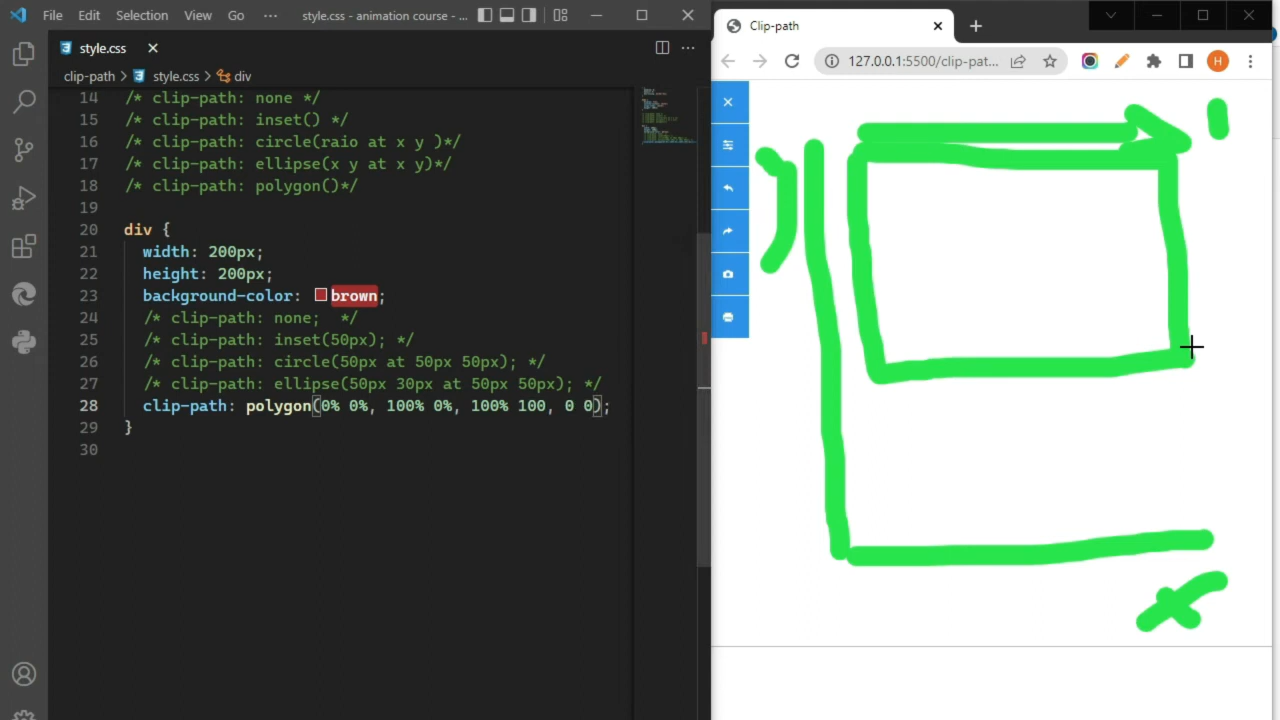 File Edit Selection View Go ··· style.css - animation course - ...
style.css
clip-path > style.css > div
14 /* clip-path: none */
15 /* clip-path: inset() */
16 /* clip-path: circle(raio at x y )*/
17 /* clip-path: ellipse(x y at x y)*/
18 /* clip-path: polygon()*/
19
20 div {
21 width: 200px;
22 height: 200px;
23 background-color: brown;
24 /* clip-path: none;  */
25 /* clip-path: inset(50px); */
26 /* clip-path: circle(50px at 50px 50px); */
27 /* clip-path: ellipse(50px 30px at 50px 50px); */
28 clip-path: polygon(0% 0%, 100% 0%, 100% 100, 0 0);
29 }
30
Clip-path
127.0.0.1:5500/clip-pat...
H
x